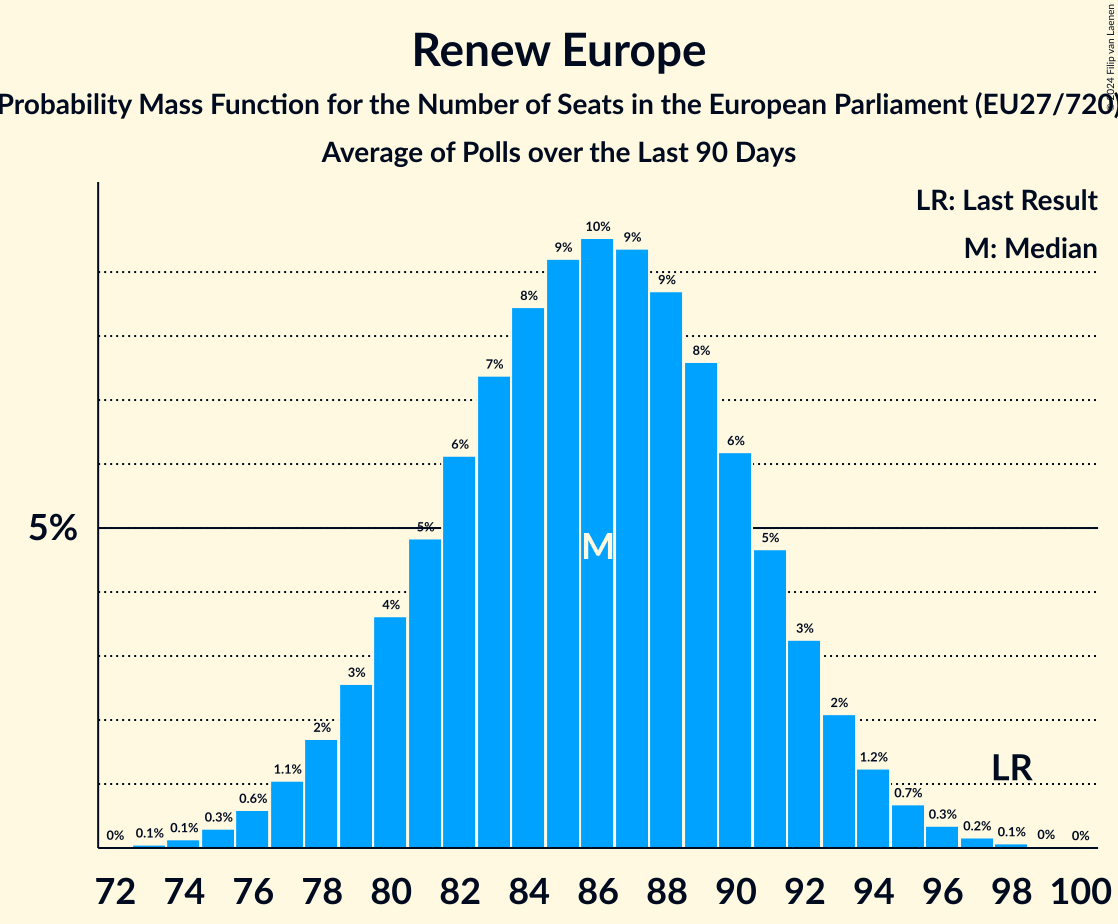 Renew Europe
Probability Mass Function for the Number of Seats in the European Parliament (EU27/720)
Average of Polls over the Last 90 Days
LR: Last Result
M: Median
5%
0% 0.1% 0.1% 0.3% 0.6% 1.1% 2% 3% 4% 5% 6% 7% 8% 9% 10% 9% 9% 8% 6% 5% 3% 2% 1.2% 0.7% 0.3% 0.2% 0.1% 0% 0%
M
LR
72 74 76 78 80 82 84 86 88 90 92 94 96 98 100
2024 Filip van Laenen